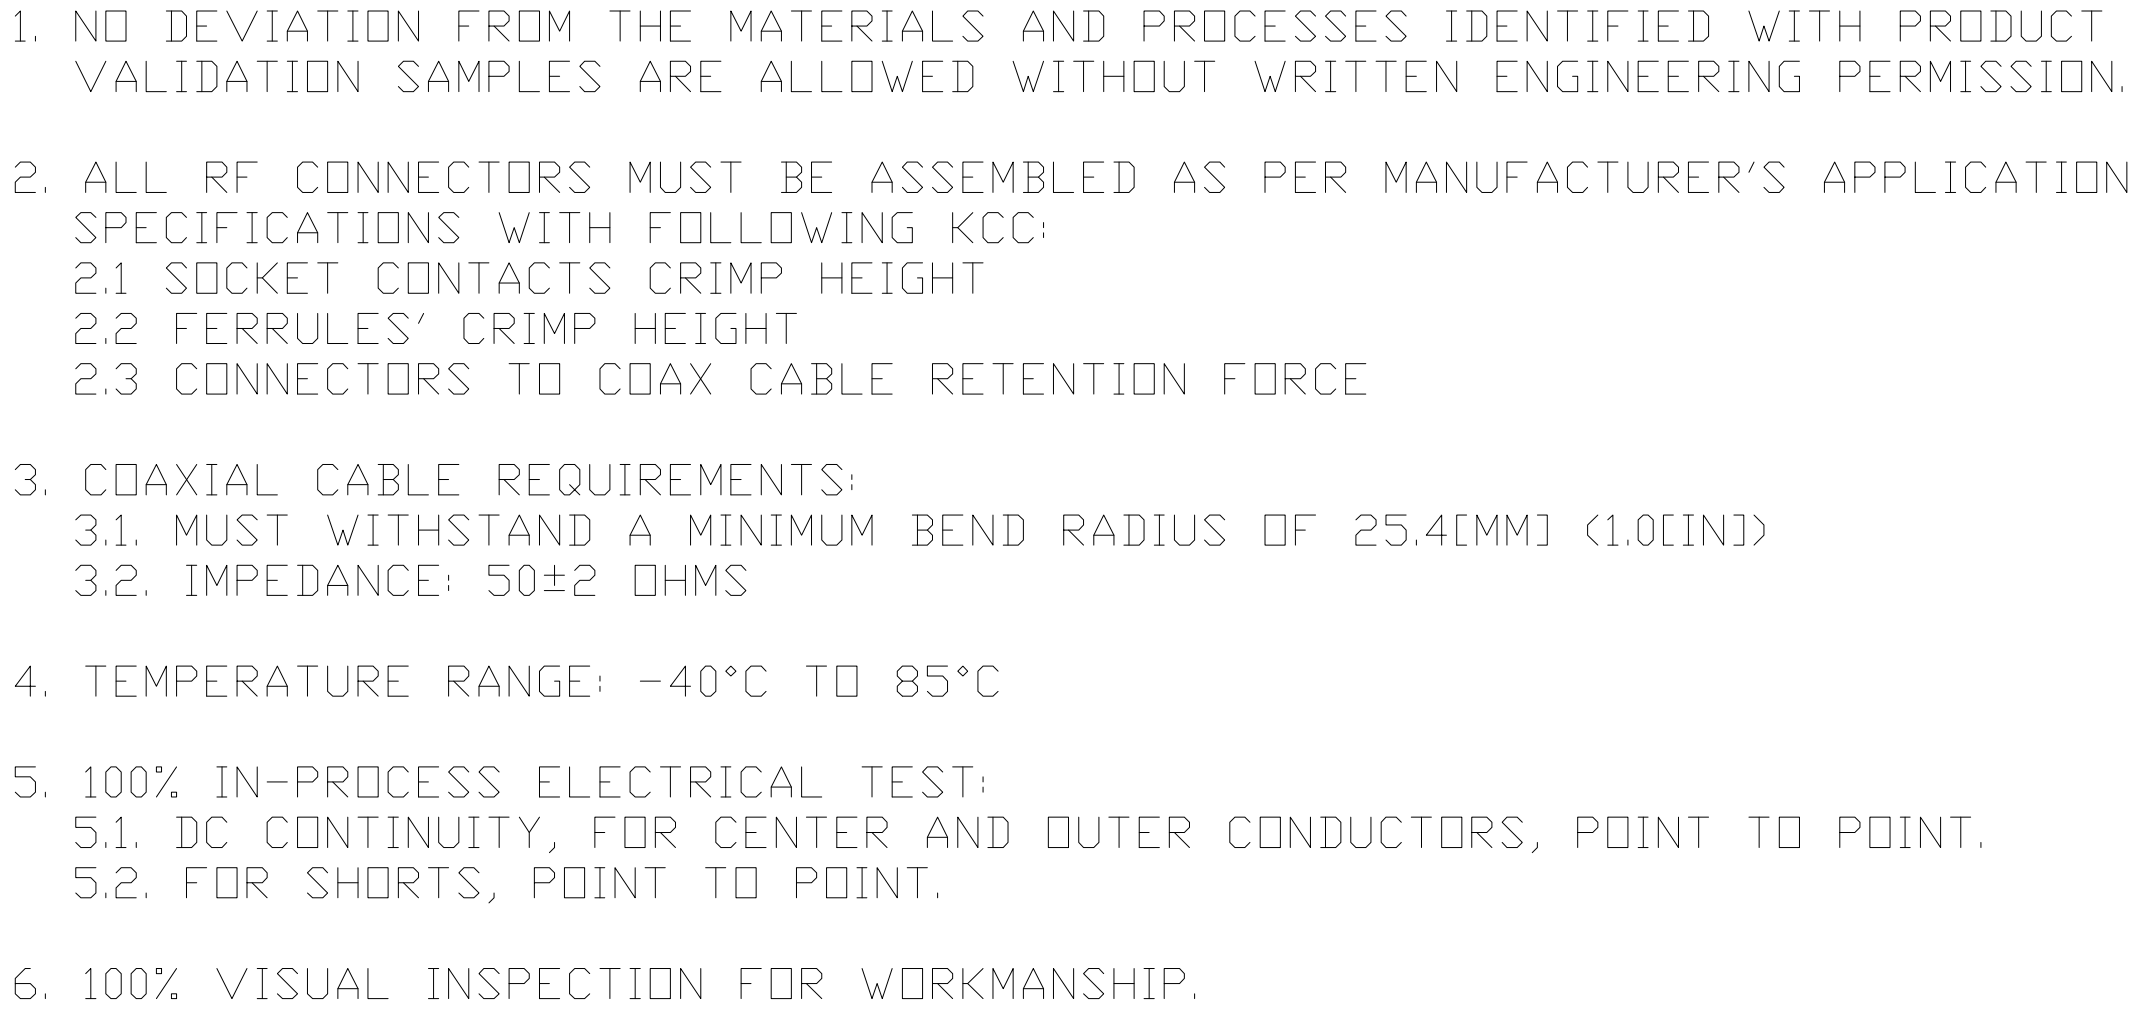 1. NO DEVIATION FROM THE MATERIALS AND PROCESSES IDENTIFIED WITH PRODUCT
VALIDATION SAMPLES ARE ALLOWED WITHOUT WRITTEN ENGINEERING PERMISSION.
2. ALL RF CONNECTORS MUST BE ASSEMBLED AS PER MANUFACTURER'S APPLICATION
SPECIFICATIONS WITH FOLLOWING KCC:
2.1 SOCKET CONTACTS CRIMP HEIGHT
2.2 FERRULES' CRIMP HEIGHT
2.3 CONNECTORS TO COAX CABLE RETENTION FORCE
3. COAXIAL CABLE REQUIREMENTS:
3.1. MUST WITHSTAND A MINIMUM BEND RADIUS OF 25.4[MM] (1.0[IN])
3.2. IMPEDANCE: 50±2 OHMS
4. TEMPERATURE RANGE: -40°C TO 85°C
5. 100% IN-PROCESS ELECTRICAL TEST:
5.1. DC CONTINUITY, FOR CENTER AND OUTER CONDUCTORS, POINT TO POINT.
5.2. FOR SHORTS, POINT TO POINT.
6. 100% VISUAL INSPECTION FOR WORKMANSHIP.